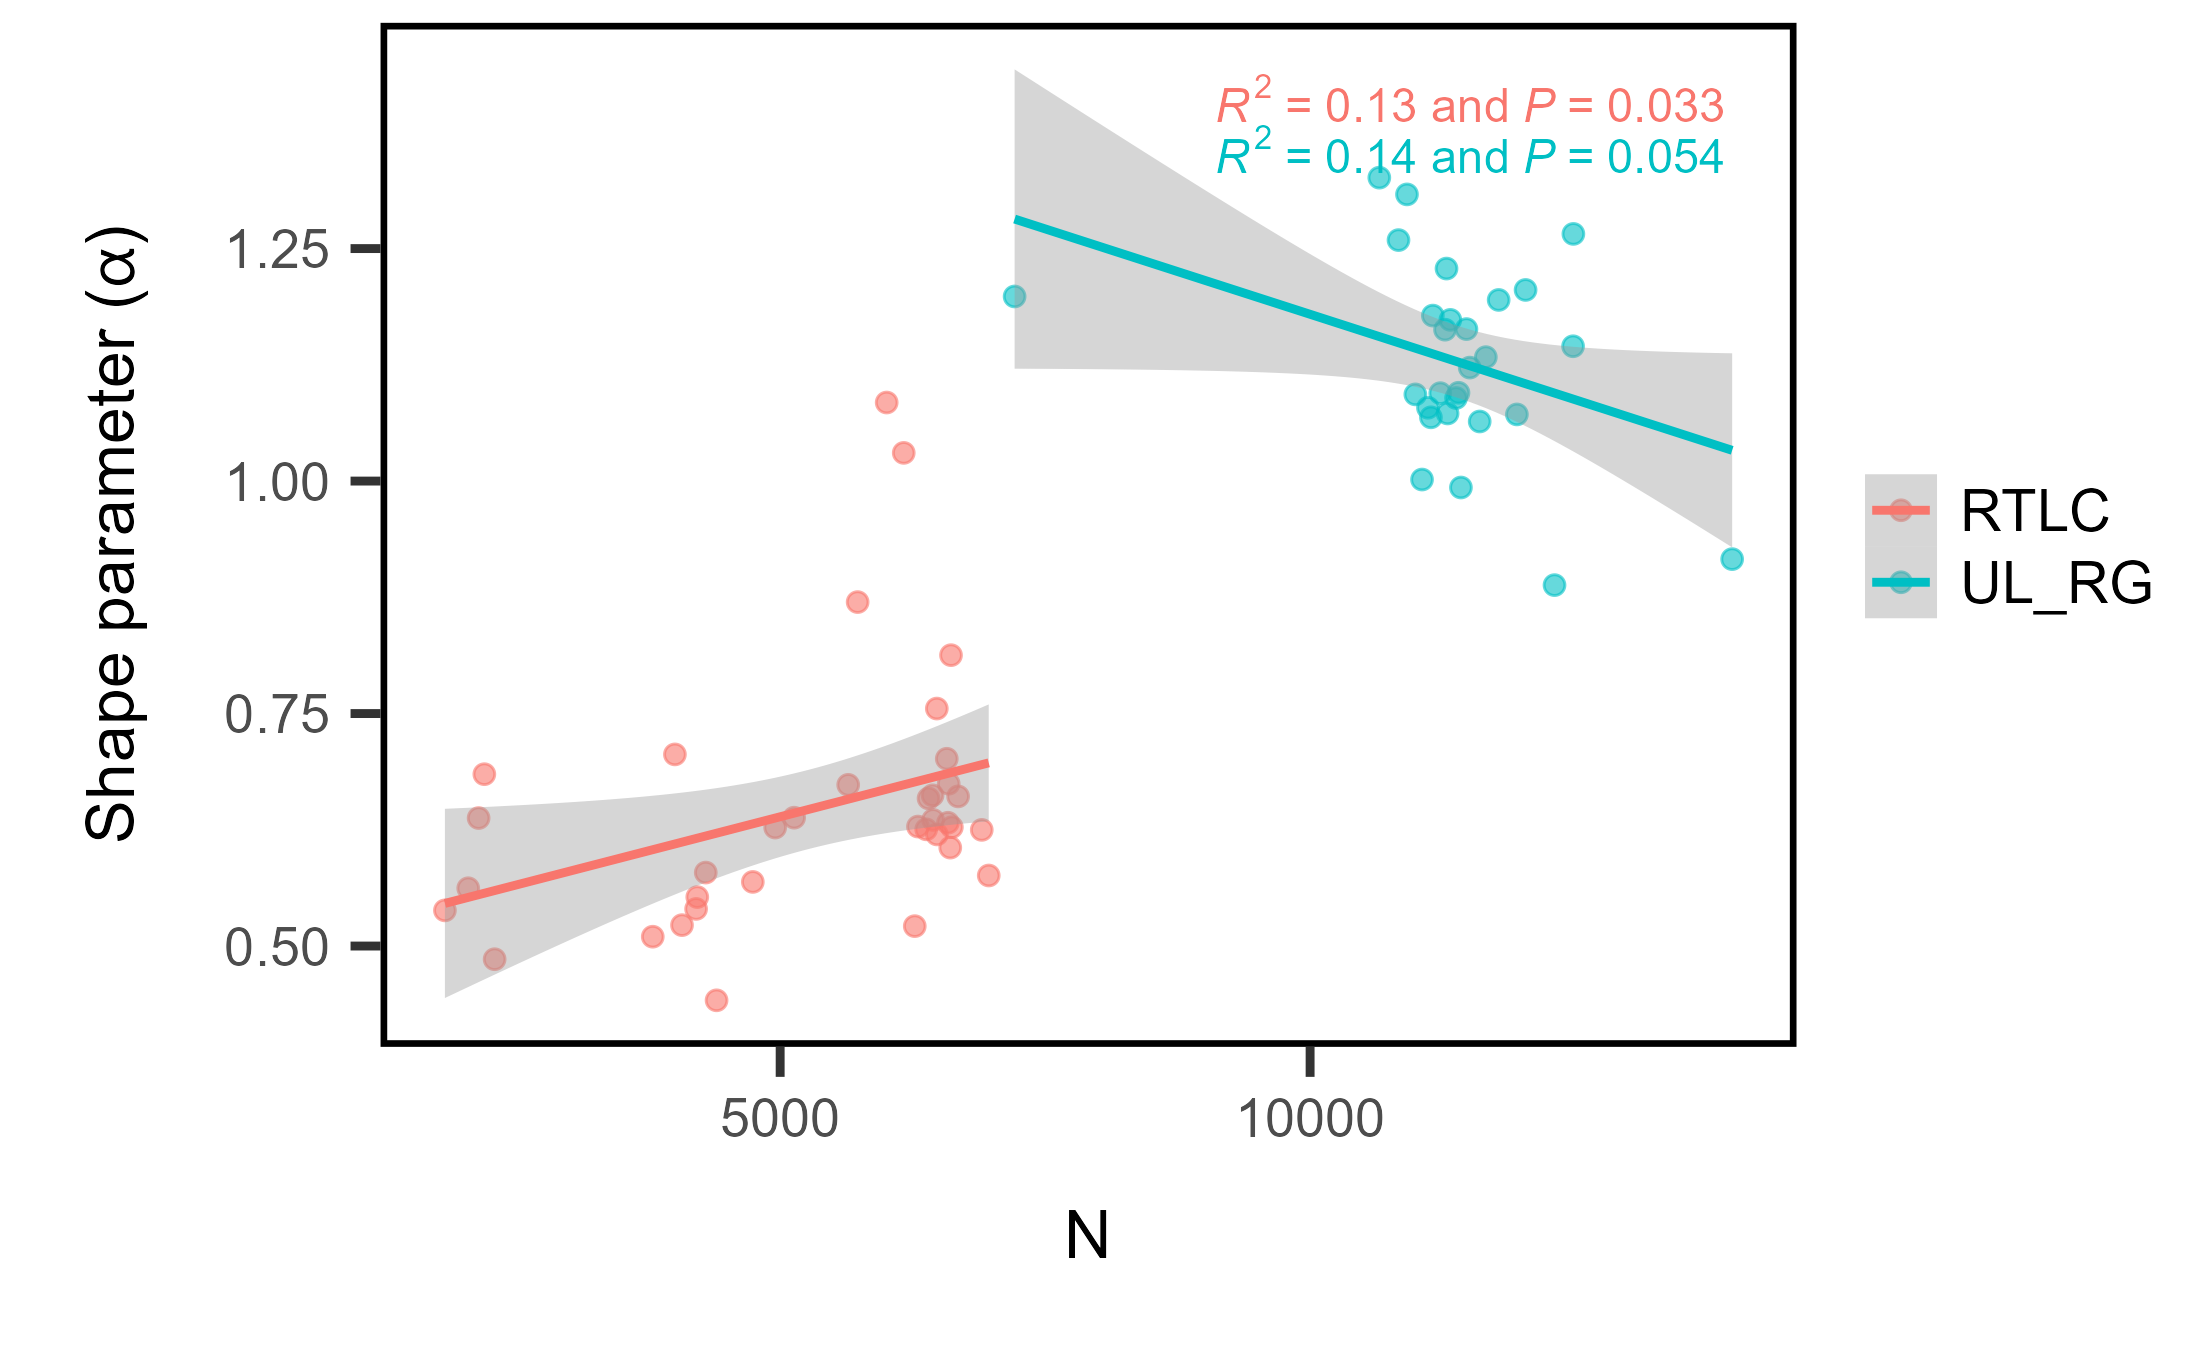 R² = 0.13 and P = 0.033
R² = 0.14 and P = 0.054
Shape parameter (α)
1.25
1.00
0.75
0.50
5000
10000
N
RTLC
UL_RG